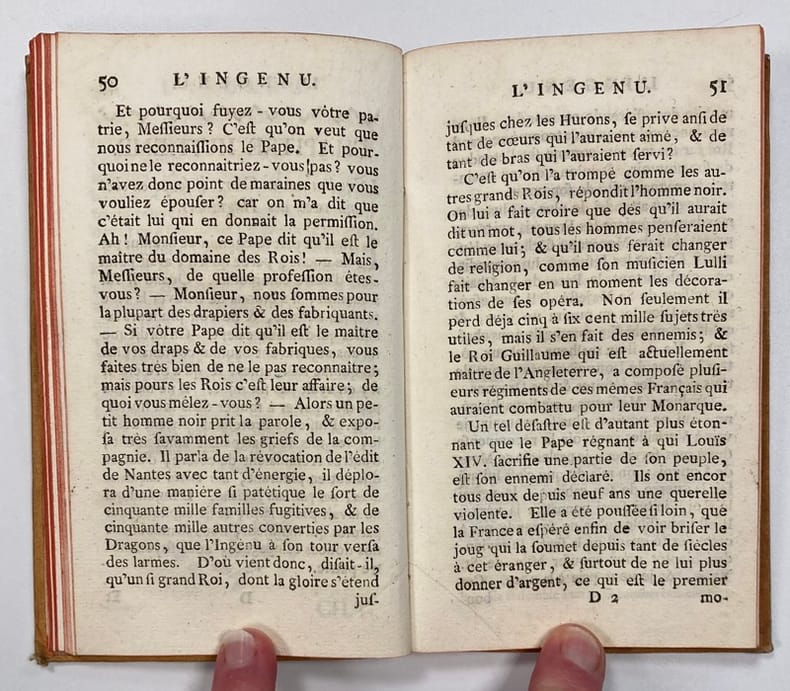 50 L'INGENU.
Et pourquoi fuyez-vous vôtre pa-
trie, Meſſieurs? C'eſt qu'on veut que
nous reconnaiſſions le Pape. Et pour-
quoi ne le reconnaitriez-vous pas? vous
n'avez donc point de maraines que vous
vouliez épouſer? car on m'a dit que
c'était lui qui en donnait la permiſſion.
Ah! Monſieur, ce Pape dit qu'il eſt le
maître du domaine des Rois! — Mais,
Meſſieurs, de quelle profeſſion êtes-
vous? — Monſieur, nous ſommes pour
la plupart des drapiers & des fabriquants.
— Si vôtre Pape dit qu'il eſt le maître
de vos draps & de vos fabriques, vous
faites très bien de ne le pas reconnaître;
mais pours les Rois c'eſt leur affaire; de
quoi vous mêlez-vous? — Alors un pe-
tit homme noir prit la parole, & expo-
ſa très ſavamment les griefs de la com-
pagnie. Il parla de la révocation de l'édit
de Nantes avec tant d'énergie, il déplo-
ra d'une manière ſi patétique le ſort de
cinquante mille familles fugitives, & de
cinquante mille autres converties par les
Dragons, que l'Ingénu à ſon tour verſa
des larmes. D'où vient donc, diſait-il,
qu'un ſi grand Roi, dont la gloire s'étend
juſ-
L'INGENU. 51
juſques chez les Hurons, ſe prive anſi de
tant de cœurs qui l'auraient aimé, & de
tant de bras qui l'auraient ſervi?
C'eſt qu'on l'a trompé comme les au-
tres grands Rois, répondit l'homme noir.
On lui a fait croire que dès qu'il aurait
dit un mot, tous les hommes penſeraient
comme lui; & qu'il nous ferait changer
de religion, comme ſon muſicien Lulli
fait changer en un moment les décora-
tions de ſes opéra. Non ſeulement il
perd déja cinq à ſix cent mille ſujets très
utiles, mais il s'en fait des ennemis; &
le Roi Guillaume qui eſt actuellement
maître de l'Angleterre, a compoſé pluſi-
eurs régiments de ces mêmes Français qui
auraient combattu pour leur Monarque.
Un tel déſaſtre eſt d'autant plus éton-
nant que le Pape régnant à qui Louïs
XIV. ſacrifie une partie de ſon peuple,
eſt ſon ennemi déclaré. Ils ont encor
tous deux depuis neuf ans une querelle
violente. Elle a été pouſſée ſi loin, que
la France a eſpéré enfin de voir briſer le
joug qui la ſoumet depuis tant de ſiécles
à cet éranger, & ſurtout de ne lui plus
donner d'argent, ce qui eſt le premier
D 2 mo-